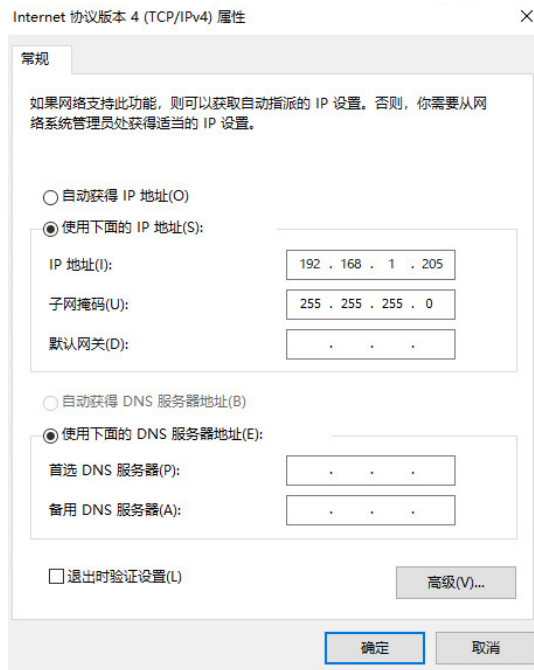 Internet 协议版本 4 (TCP/IPv4) 属性
常规
如果网络支持此功能，则可以获取自动指派的 IP 设置。否则，你需要从网
络系统管理员处获得适当的 IP 设置。
自动获得 IP 地址(O)
使用下面的 IP 地址(S):
IP 地址(I): 192 . 168 . 1 . 205
子网掩码(U): 255 . 255 . 255 . 0
默认网关(D): . . .
自动获得 DNS 服务器地址(B)
使用下面的 DNS 服务器地址(E):
首选 DNS 服务器(P): . . .
备用 DNS 服务器(A): . . .
退出时验证设置(L)
高级(V)...
确定 取消